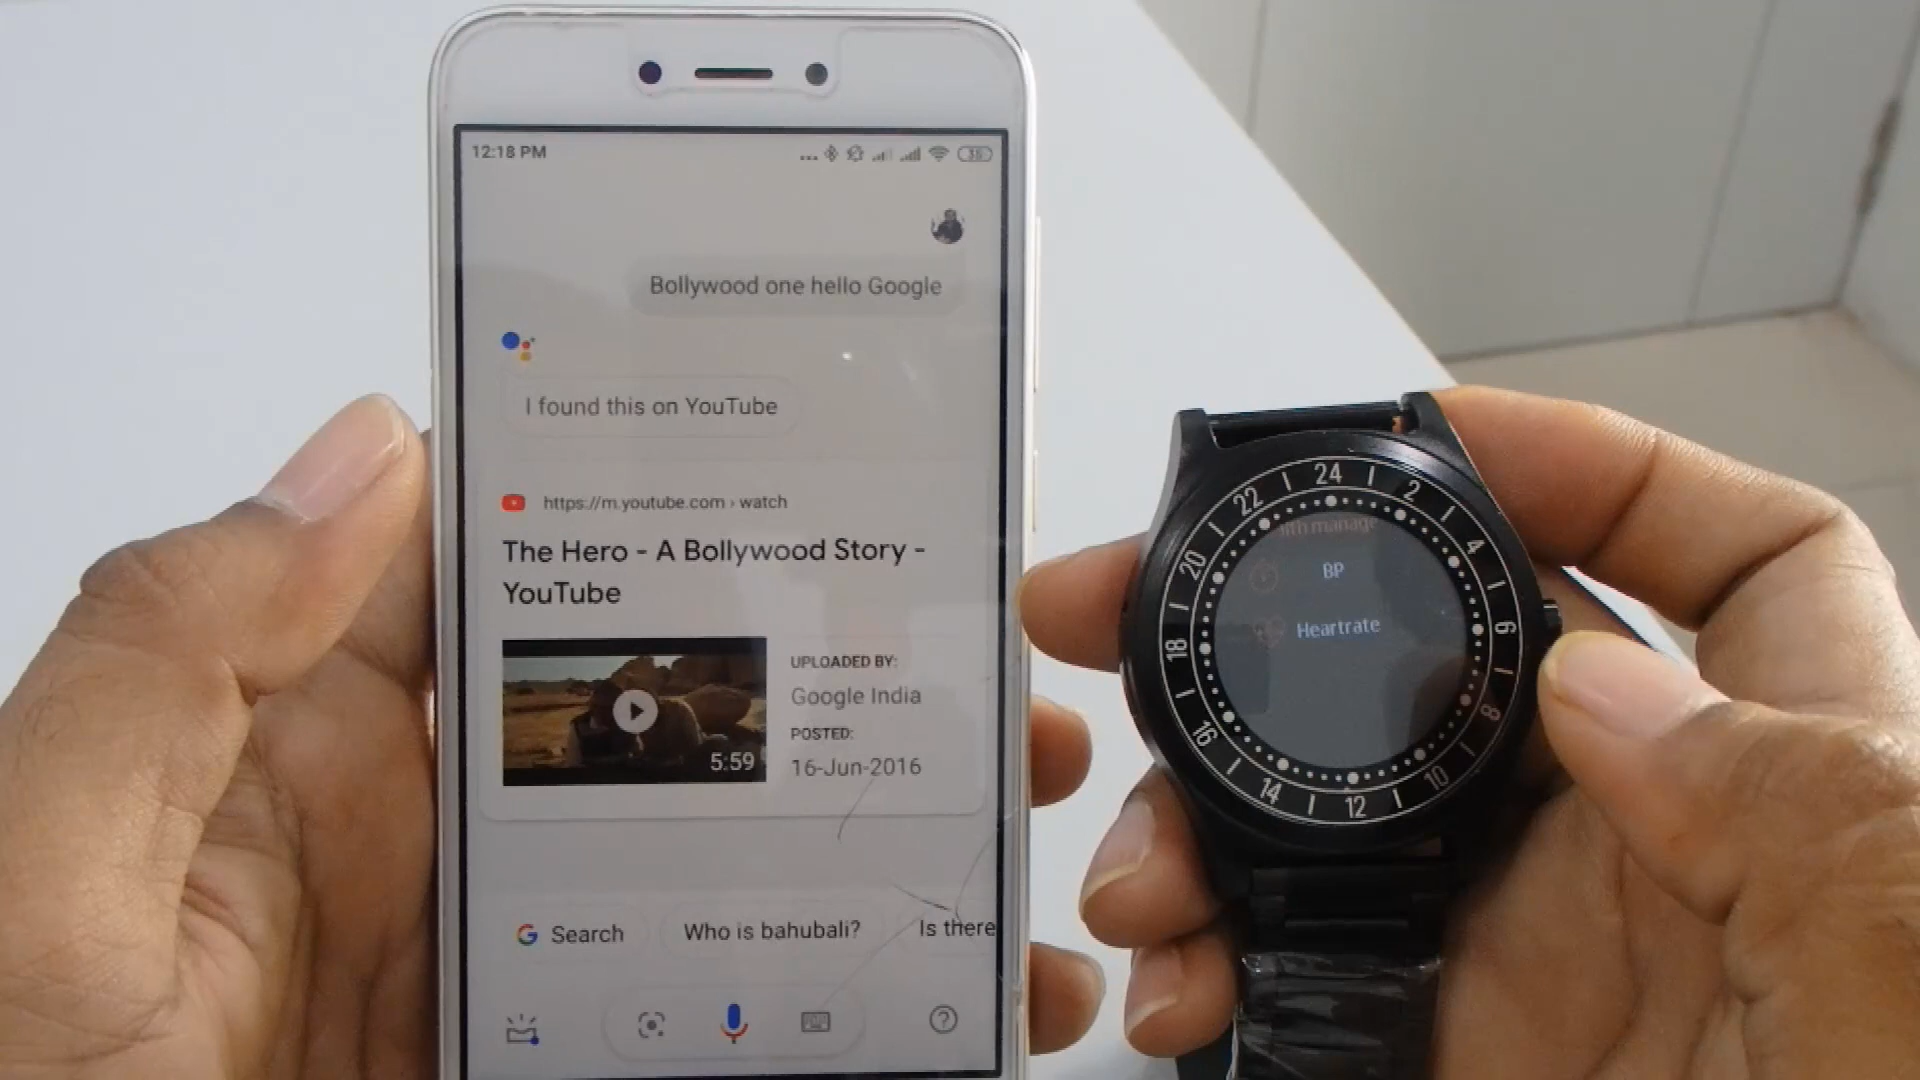 12:18 PM
Bollywood one hello Google
I found this on YouTube
https://m.youtube.com › watch
The Hero - A Bollywood Story -
YouTube
5:59
UPLOADED BY:
Google India
POSTED:
16-Jun-2016
Search
Who is bahubali?
Is there
24
2
4
6
8
10
12
14
16
18
20
22
lth manage
BP
Heartrate